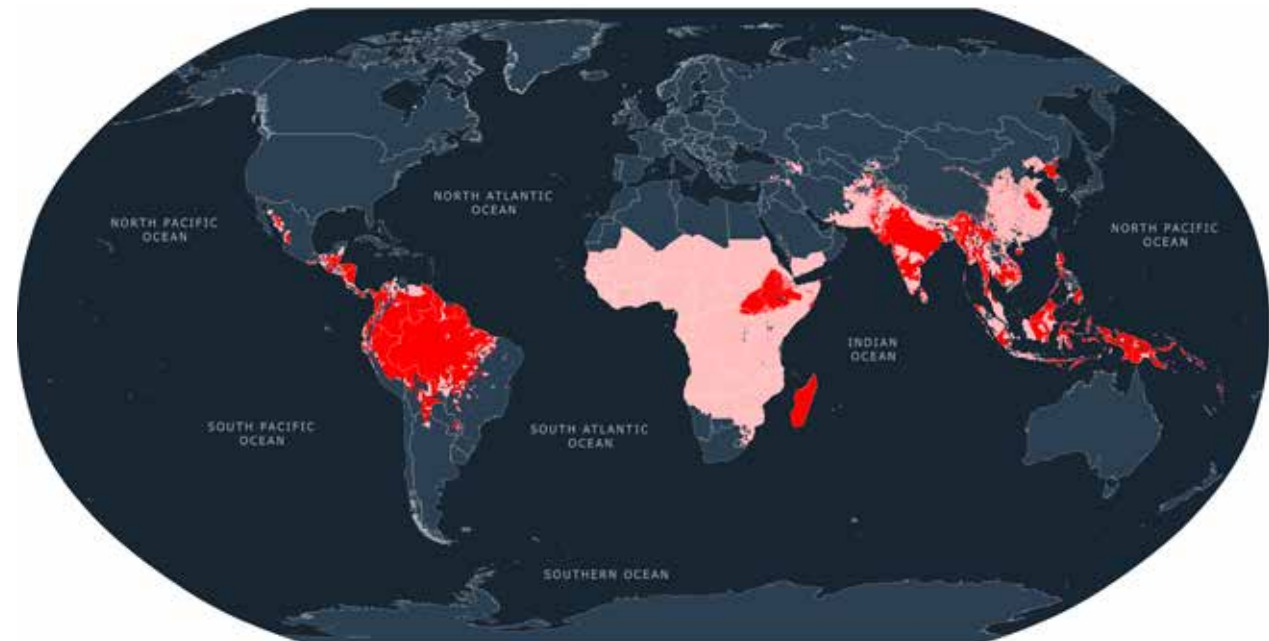 NORTH ATLANTIC
OCEAN
NORTH PACIFIC
OCEAN
NORTH PACIFIC
OCEAN
INDIAN
OCEAN
SOUTH PACIFIC
OCEAN
SOUTH ATLANTIC
OCEAN
SOUTHERN OCEAN